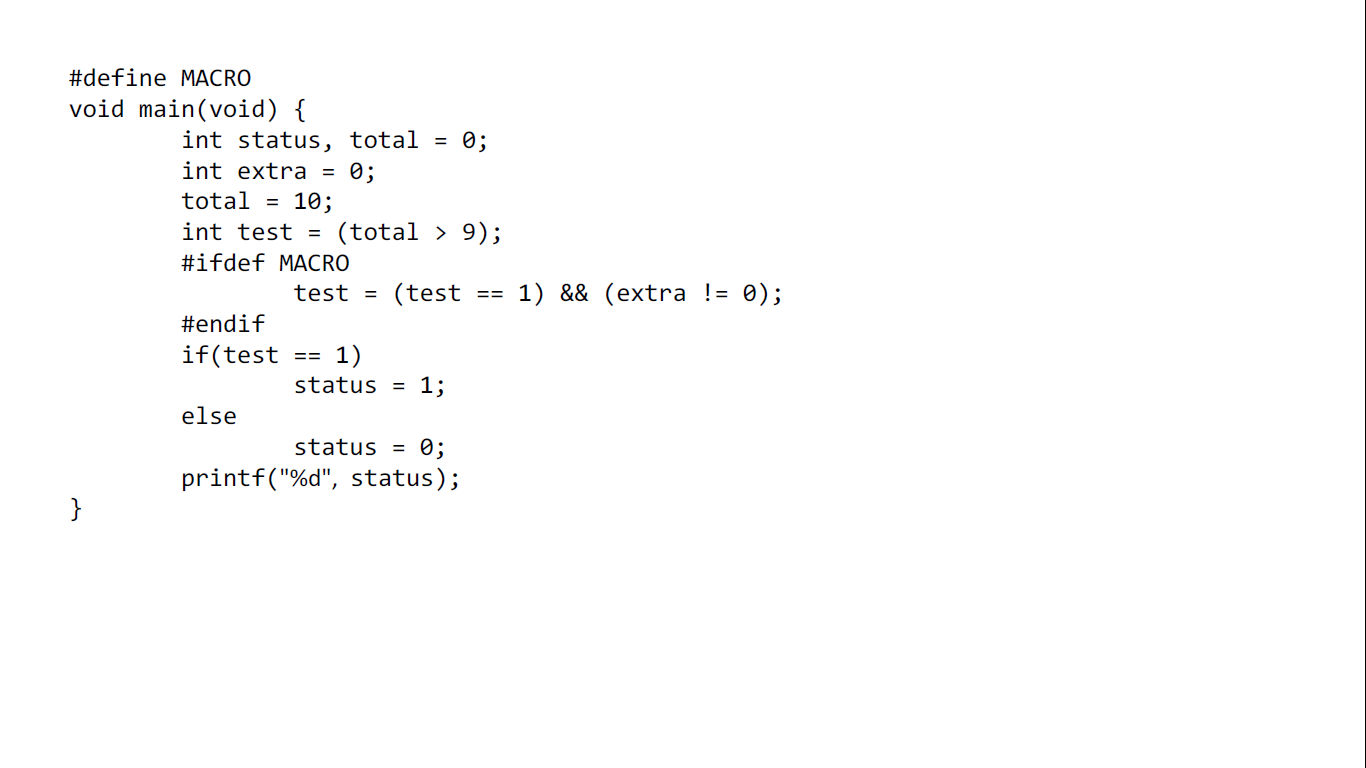 #define MACRO
void main(void) {
        int status, total = 0;
        int extra = 0;
        total = 10;
        int test = (total > 9);
        #ifdef MACRO
                test = (test == 1) && (extra != 0);
        #endif
        if(test == 1)
                status = 1;
        else
                status = 0;
        printf("%d", status);
}